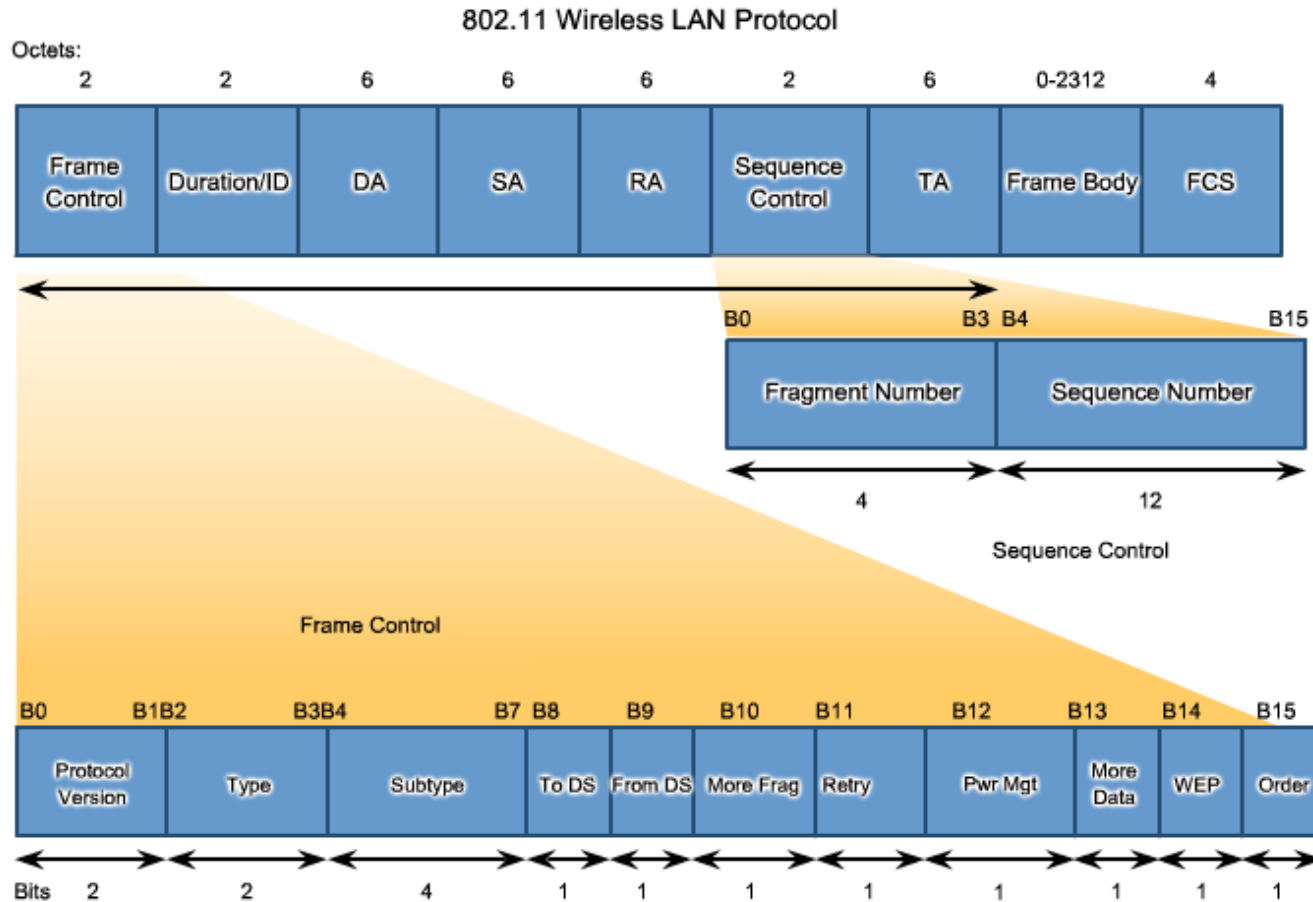 802.11 Wireless LAN Protocol
Octets:
2 2 6 6 6 2 6 0-2312 4
Frame Control Duration/ID DA SA RA Sequence Control TA Frame Body FCS
B0 B3 B4 B15
Fragment Number Sequence Number
4 12
Sequence Control
Frame Control
B0 B1B2 B3B4 B7 B8 B9 B10 B11 B12 B13 B14 B15
Protocol Version Type Subtype To DS From DS More Frag Retry Pwr Mgt More Data WEP Order
Bits 2 2 4 1 1 1 1 1 1 1 1